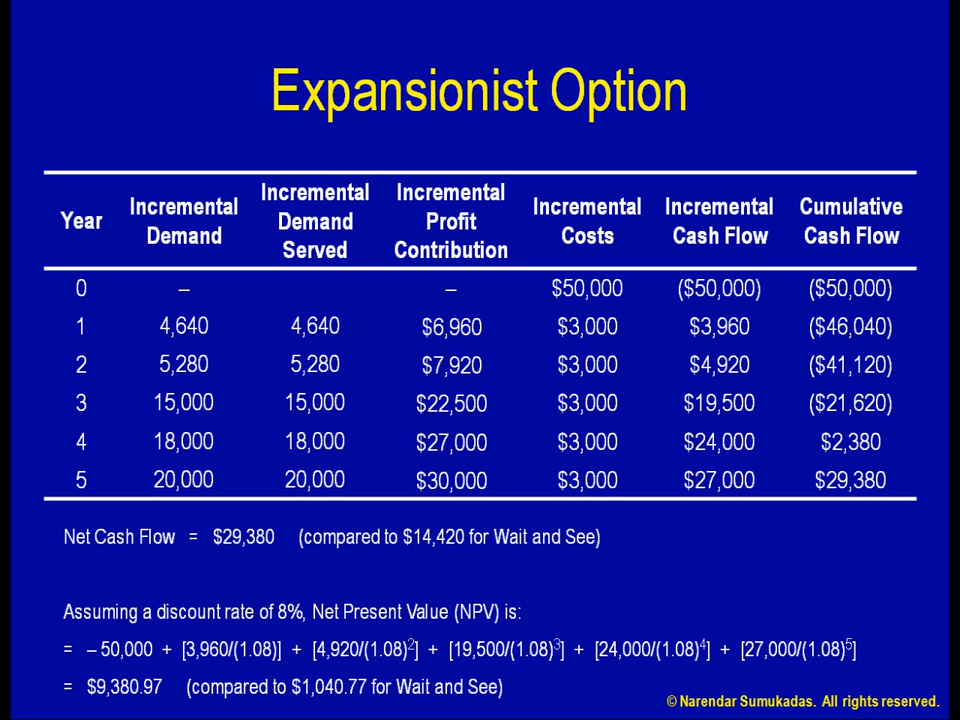 Expansionist Option
Year Incremental Demand Incremental Demand Served Incremental Profit Contribution Incremental Costs Incremental Cash Flow Cumulative Cash Flow
0 – – $50,000 ($50,000) ($50,000)
1 4,640 4,640 $6,960 $3,000 $3,960 ($46,040)
2 5,280 5,280 $7,920 $3,000 $4,920 ($41,120)
3 15,000 15,000 $22,500 $3,000 $19,500 ($21,620)
4 18,000 18,000 $27,000 $3,000 $24,000 $2,380
5 20,000 20,000 $30,000 $3,000 $27,000 $29,380
Net Cash Flow = $29,380 (compared to $14,420 for Wait and See)
Assuming a discount rate of 8%, Net Present Value (NPV) is:
= – 50,000 + [3,960/(1.08)] + [4,920/(1.08)2] + [19,500/(1.08)3] + [24,000/(1.08)4] + [27,000/(1.08)5]
= $9,380.97 (compared to $1,040.77 for Wait and See)
© Narendar Sumukadas. All rights reserved.